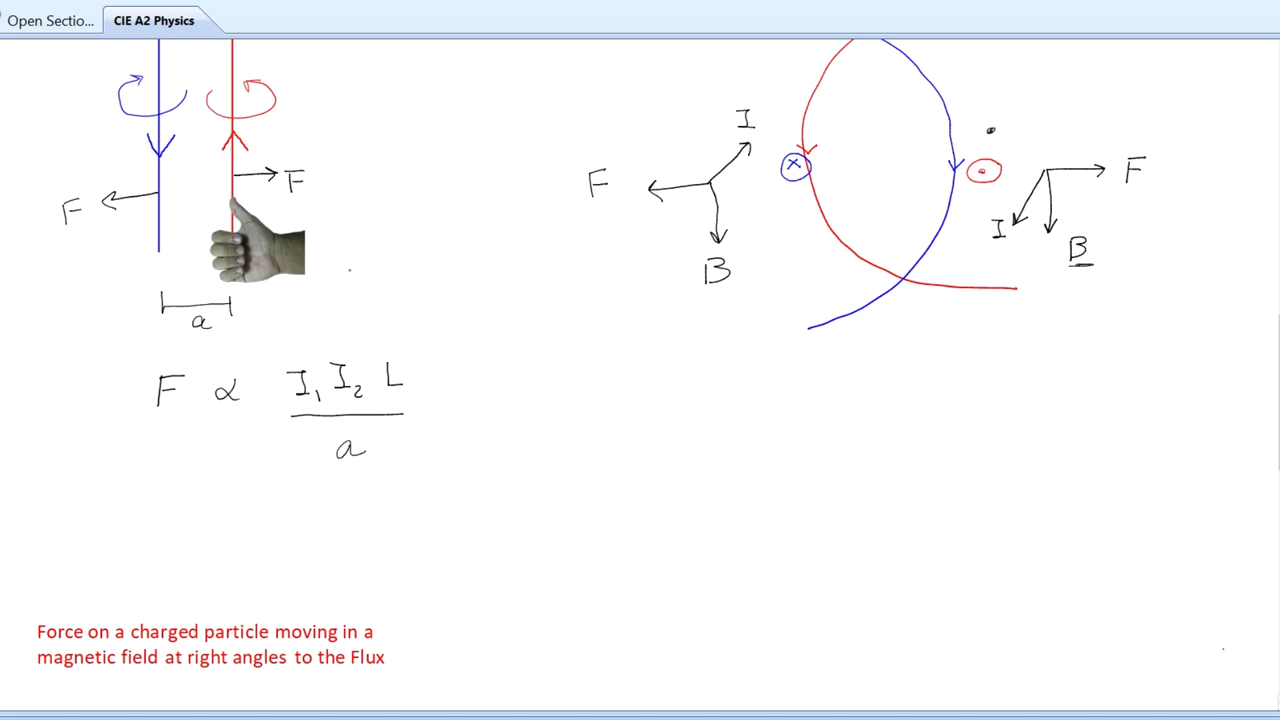 Open Sectio...
CIE A2 Physics
F
F
a
F ∝ I₁ I₂ L
a
I
F
B
x
F
I
B
Force on a charged particle moving in a
magnetic field at right angles to the Flux